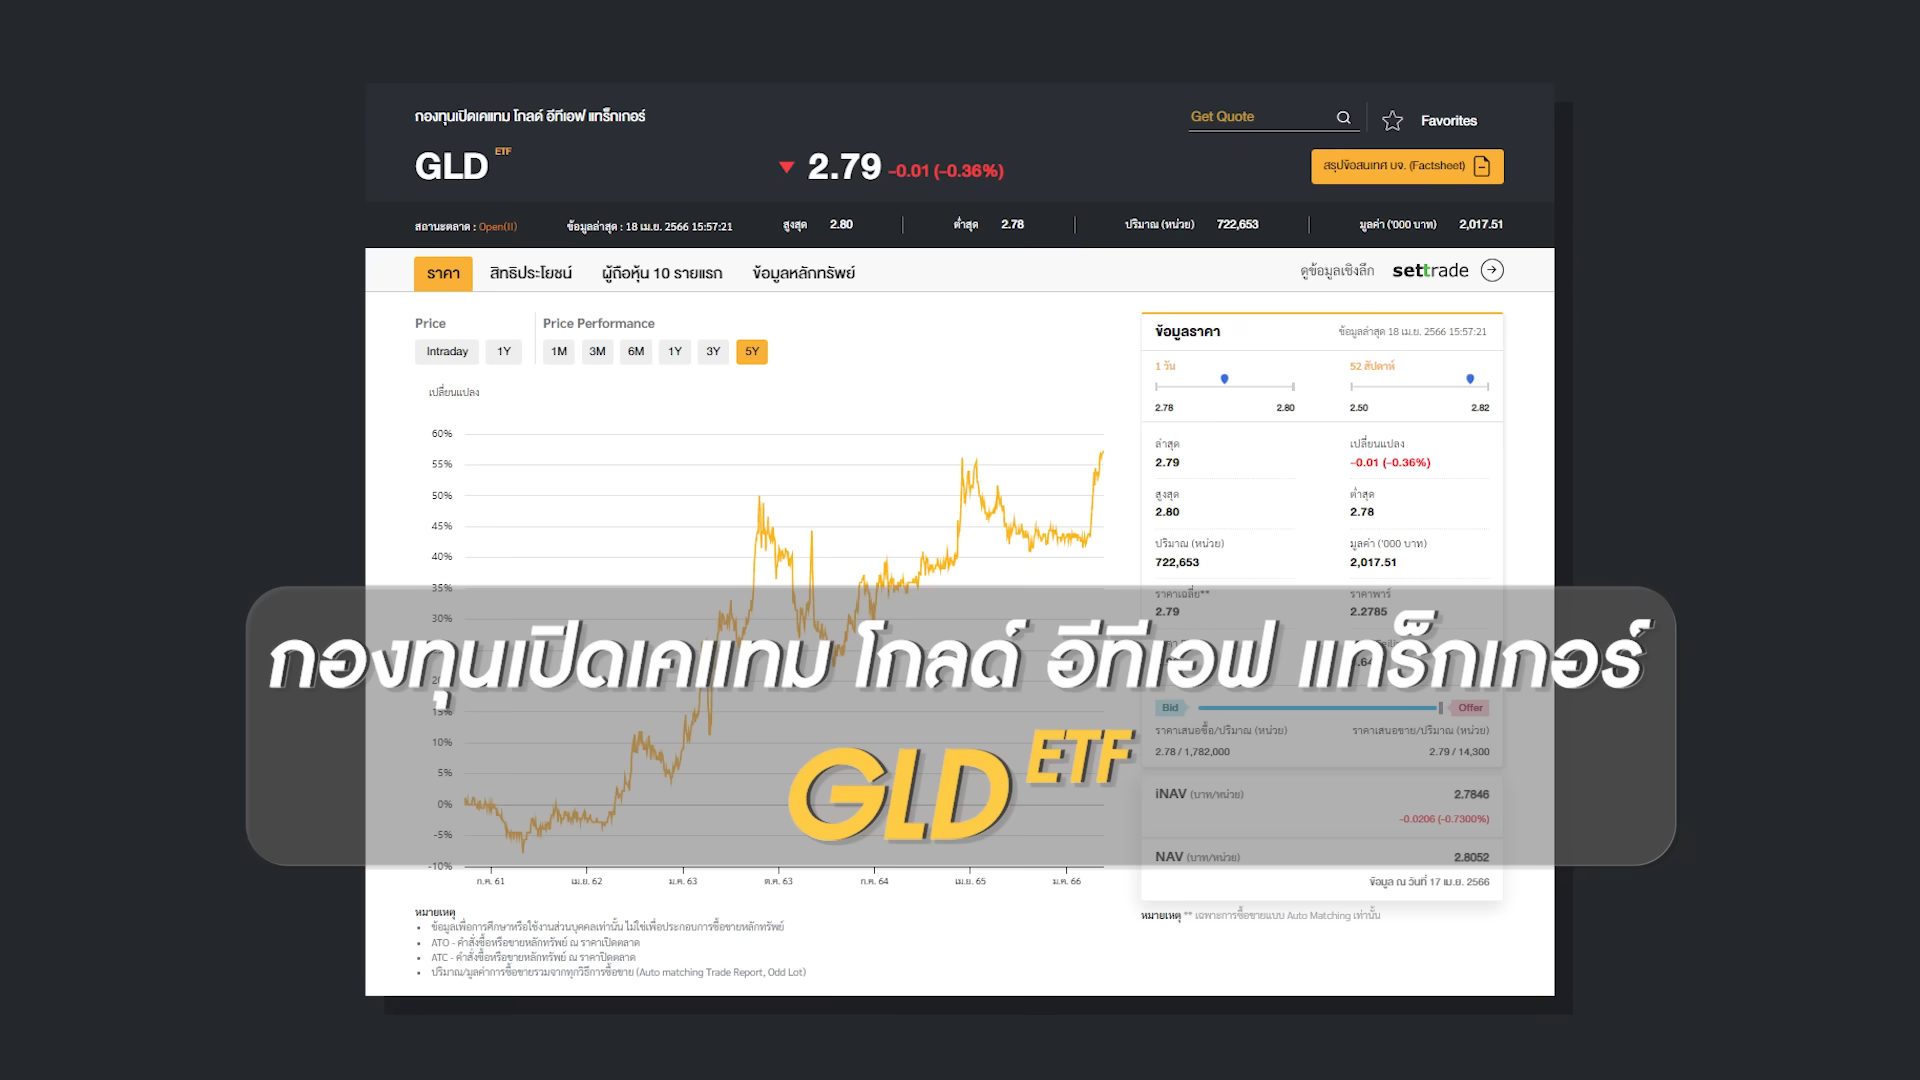 กองทุนเปิดเคแทม โกลด์ อีทีเอฟ แทร็กเกอร์
Get Quote
Favorites
GLD ETF
2.79 -0.01 (-0.36%)
สรุปข้อสนเทศ บจ. (Factsheet)
สถานะตลาด : Open(II)
ข้อมูลล่าสุด : 18 เม.ย. 2566 15:57:21
สูงสุด 2.80
ต่ำสุด 2.78
ปริมาณ (หน่วย) 722,653
มูลค่า ('000 บาท) 2,017.51
ราคา
สิทธิประโยชน์
ผู้ถือหุ้น 10 รายแรก
ข้อมูลหลักทรัพย์
ดูข้อมูลเชิงลึก settrade
Price
Price Performance
Intraday 1Y
1M 3M 6M 1Y 3Y 5Y
เปลี่ยนแปลง
60%
55%
50%
45%
40%
35%
30%
15%
10%
5%
0%
-5%
-10%
ก.ค. 61 เม.ย. 62 ม.ค. 63 ต.ค. 63 ก.ค. 64 เม.ย. 65 ม.ค. 66
ข้อมูลราคา
ข้อมูลล่าสุด 18 เม.ย. 2566 15:57:21
1 วัน
52 สัปดาห์
2.78 2.80
2.50 2.82
ล่าสุด
2.79
เปลี่ยนแปลง
-0.01 (-0.36%)
สูงสุด
2.80
ต่ำสุด
2.78
ปริมาณ (หน่วย)
722,653
มูลค่า ('000 บาท)
2,017.51
ราคาเฉลี่ย**
2.79
ราคาพาร์
2.2785
กองทุนเปิดเคแทม โกลด์ อีทีเอฟ แทร็กเกอร์
GLD ETF
Bid
Offer
ราคาเสนอซื้อ/ปริมาณ (หน่วย)
ราคาเสนอขาย/ปริมาณ (หน่วย)
2.78 / 1,782,000
2.79 / 14,300
iNAV (บาท/หน่วย) 2.7846
-0.0206 (-0.7300%)
NAV (บาท/หน่วย) 2.8052
ข้อมูล ณ วันที่ 17 เม.ย. 2566
หมายเหตุ ** เฉพาะการซื้อขายแบบ Auto Matching เท่านั้น
หมายเหตุ
• ข้อมูลเพื่อการศึกษาหรือใช้งานส่วนบุคคลเท่านั้น ไม่ใช่เพื่อประกอบการซื้อขายหลักทรัพย์
• ATO - คำสั่งซื้อหรือขายหลักทรัพย์ ณ ราคาเปิดตลาด
• ATC - คำสั่งซื้อหรือขายหลักทรัพย์ ณ ราคาปิดตลาด
• ปริมาณ/มูลค่าการซื้อขายรวมจากทุกวิธีการซื้อขาย (Auto matching Trade Report, Odd Lot)